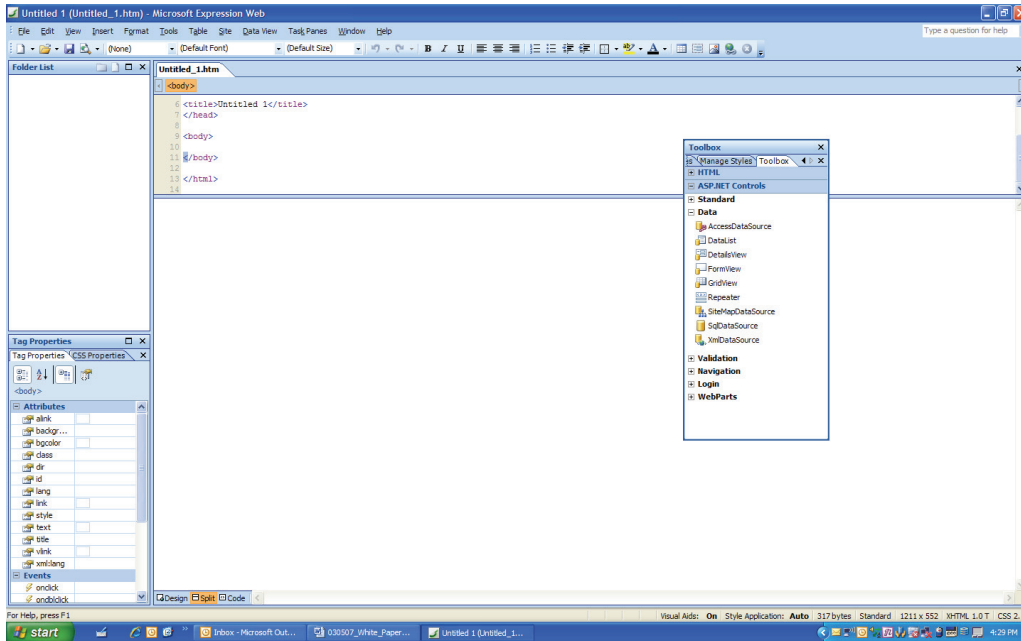 Untitled 1 (Untitled_1.htm) - Microsoft Expression Web
File Edit View Insert Format Tools Table Site Data View Task Panes Window Help
Type a question for help
(None) (Default Font) (Default Size) B I U A
Folder List
Untitled_1.htm
<body>
6 <title>Untitled 1</title>
7 </head>
8
9 <body>
10
11 </body>
12
13 </html>
14
Toolbox
es Manage Styles Toolbox
HTML
ASP.NET Controls
Standard
Data
AccessDataSource
DataList
DetailsView
FormView
GridView
Repeater
SiteMapDataSource
SqlDataSource
XmlDataSource
Validation
Navigation
Login
WebParts
Tag Properties
Tag Properties CSS Properties
<body>
Attributes
alink
backgr...
bgcolor
class
dir
id
lang
link
style
text
title
vlink
xml:lang
Events
onclick
ondblclick
Design Split Code
For Help, press F1
Visual Aids: On Style Application: Auto 317 bytes Standard 1211 x 552 XHTML 1.0 T CSS 2.
start
Inbox - Microsoft Out...
030507_White_Paper...
Untitled 1 (Untitled_1...
4:29 PM